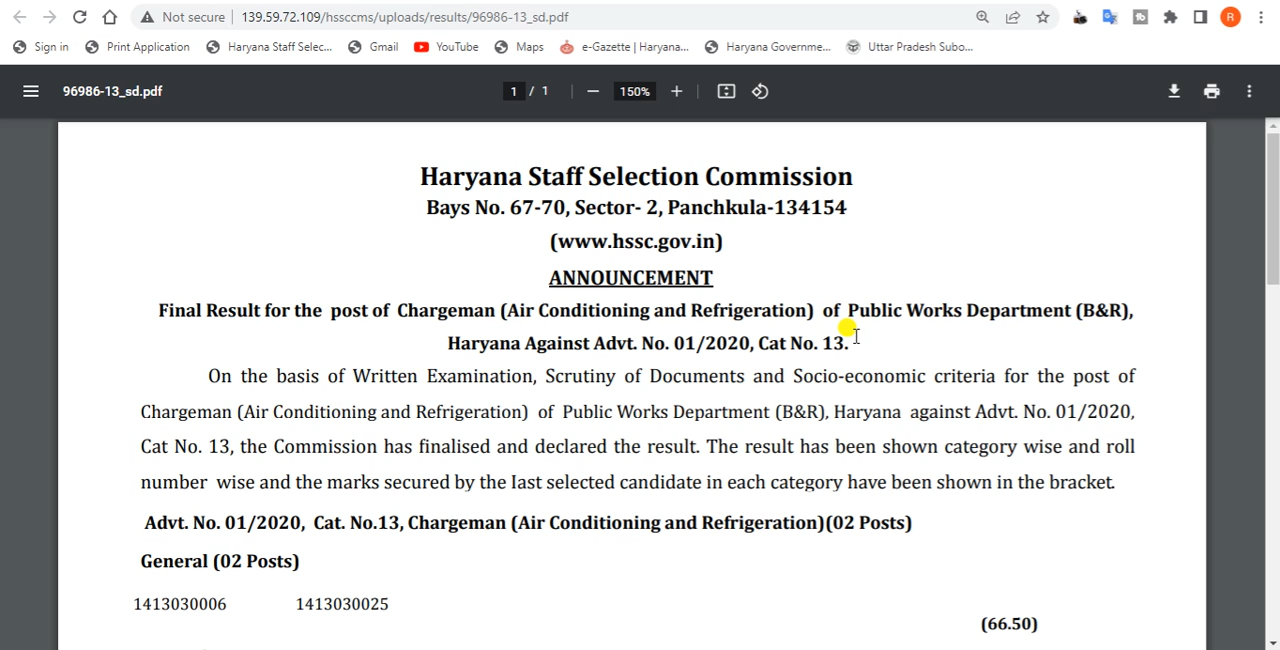 Not secure | 139.59.72.109/hssccms/uploads/results/96986-13_sd.pdf
R
Sign in Print Application Haryana Staff Selec... Gmail YouTube Maps e-Gazette | Haryana... Haryana Governme... Uttar Pradesh Subo...
96986-13_sd.pdf 1 / 1 150%
Haryana Staff Selection Commission
Bays No. 67-70, Sector- 2, Panchkula-134154
(www.hssc.gov.in)
ANNOUNCEMENT
Final Result for the post of Chargeman (Air Conditioning and Refrigeration) of Public Works Department (B&R),
Haryana Against Advt. No. 01/2020, Cat No. 13.
On the basis of Written Examination, Scrutiny of Documents and Socio-economic criteria for the post of
Chargeman (Air Conditioning and Refrigeration) of Public Works Department (B&R), Haryana against Advt. No. 01/2020,
Cat No. 13, the Commission has finalised and declared the result. The result has been shown category wise and roll
number wise and the marks secured by the last selected candidate in each category have been shown in the bracket.
Advt. No. 01/2020, Cat. No.13, Chargeman (Air Conditioning and Refrigeration)(02 Posts)
General (02 Posts)
1413030006 1413030025
(66.50)